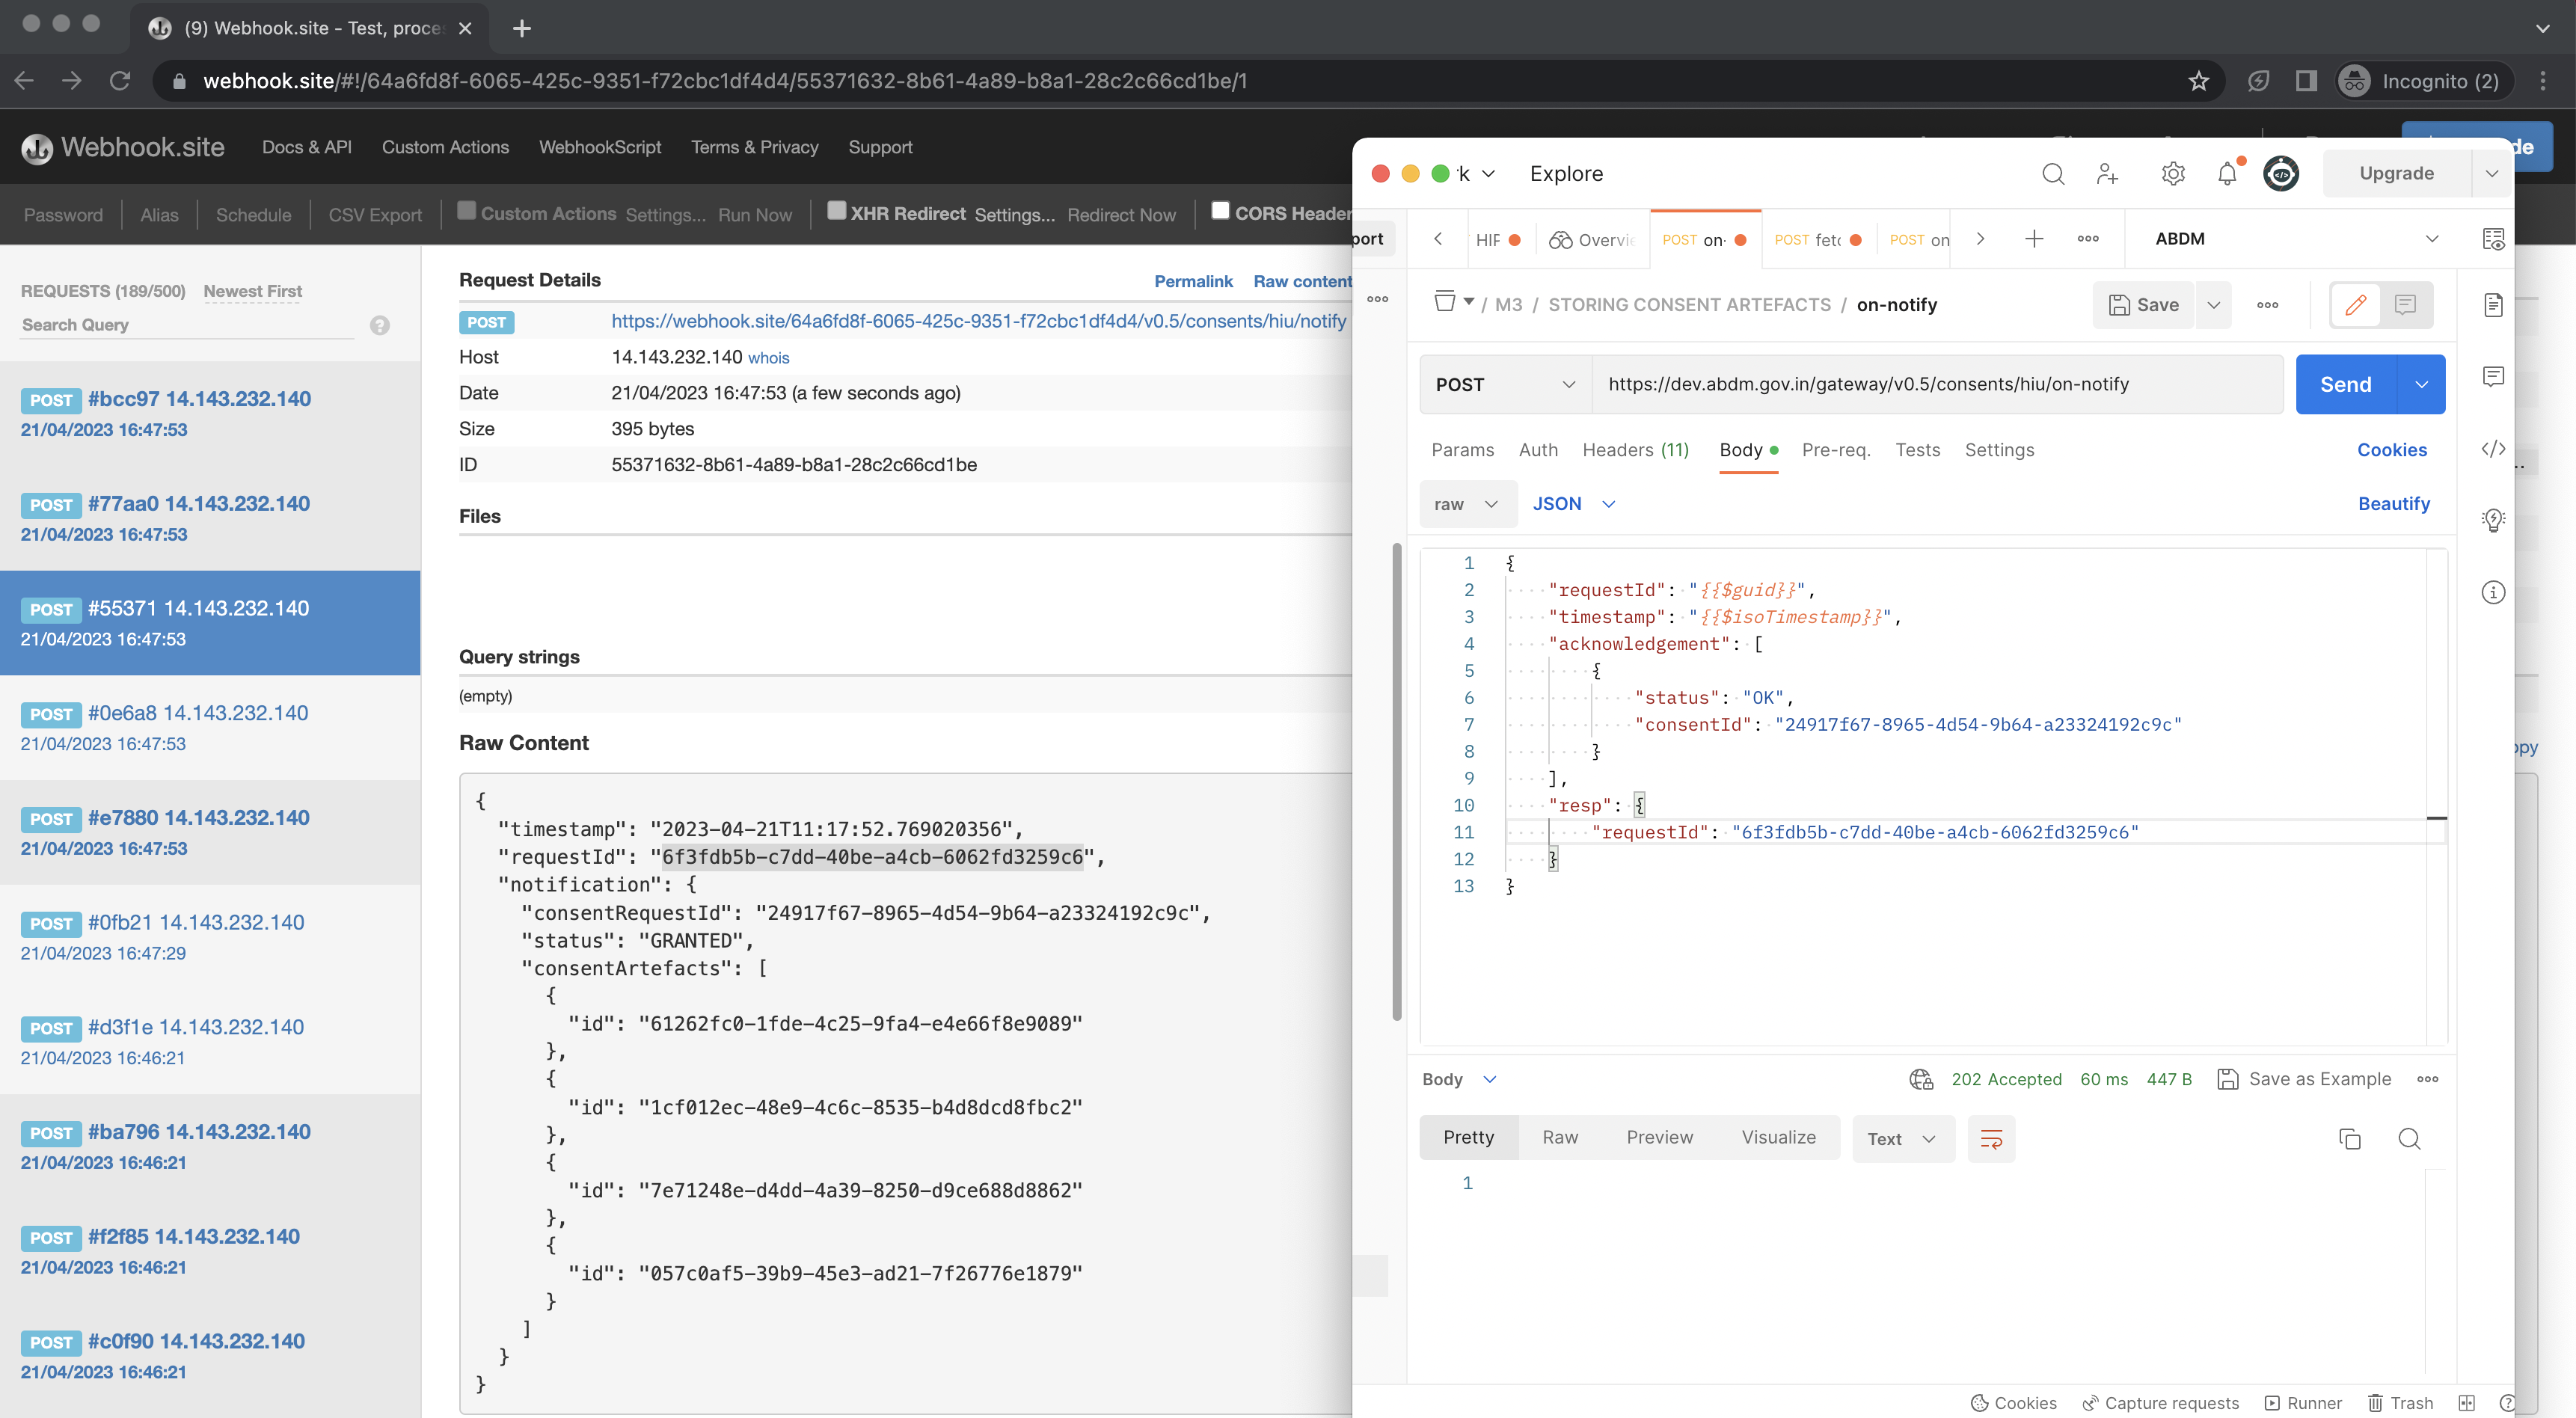 (9) Webhook.site - Test, proce
webhook.site/#!/64a6fd8f-6065-425c-9351-f72cbc1df4d4/55371632-8b61-4a89-b8a1-28c2c66cd1be/1
Incognito (2)
Webhook.site Docs & API Custom Actions WebhookScript Terms & Privacy Support
Password Alias Schedule CSV Export Custom Actions Settings... Run Now XHR Redirect Settings... Redirect Now CORS Header
REQUESTS (189/500) Newest First
Search Query
?
POST #bcc97 14.143.232.140
21/04/2023 16:47:53
POST #77aa0 14.143.232.140
21/04/2023 16:47:53
POST #55371 14.143.232.140
21/04/2023 16:47:53
POST #0e6a8 14.143.232.140
21/04/2023 16:47:53
POST #e7880 14.143.232.140
21/04/2023 16:47:53
POST #0fb21 14.143.232.140
21/04/2023 16:47:29
POST #d3f1e 14.143.232.140
21/04/2023 16:46:21
POST #ba796 14.143.232.140
21/04/2023 16:46:21
POST #f2f85 14.143.232.140
21/04/2023 16:46:21
POST #c0f90 14.143.232.140
21/04/2023 16:46:21
Request Details Permalink Raw content
POST https://webhook.site/64a6fd8f-6065-425c-9351-f72cbc1df4d4/v0.5/consents/hiu/notify
Host 14.143.232.140 whois
Date 21/04/2023 16:47:53 (a few seconds ago)
Size 395 bytes
ID 55371632-8b61-4a89-b8a1-28c2c66cd1be
Files
Query strings
(empty)
Raw Content
{
"timestamp": "2023-04-21T11:17:52.769020356",
"requestId": "6f3fdb5b-c7dd-40be-a4cb-6062fd3259c6",
"notification": {
"consentRequestId": "24917f67-8965-4d54-9b64-a23324192c9c",
"status": "GRANTED",
"consentArtefacts": [
{
"id": "61262fc0-1fde-4c25-9fa4-e4e66f8e9089"
},
{
"id": "1cf012ec-48e9-4c6c-8535-b4d8dcd8fbc2"
},
{
"id": "7e71248e-d4dd-4a39-8250-d9ce688d8862"
},
{
"id": "057c0af5-39b9-45e3-ad21-7f26776e1879"
}
]
}
}
de
k Explore Upgrade
port HIP Overvie POST on- POST fetc POST on ABDM
/ M3 / STORING CONSENT ARTEFACTS / on-notify Save
POST https://dev.abdm.gov.in/gateway/v0.5/consents/hiu/on-notify Send
Params Auth Headers (11) Body Pre-req. Tests Settings Cookies
raw JSON Beautify
1 {
2 "requestId": "{{$guid}}",
3 "timestamp": "{{$isoTimestamp}}",
4 "acknowledgement": [
5 {
6 "status": "OK",
7 "consentId": "24917f67-8965-4d54-9b64-a23324192c9c"
8 }
9 ],
10 "resp": {
11 "requestId": "6f3fdb5b-c7dd-40be-a4cb-6062fd3259c6"
12 }
13 }
opy
Body 202 Accepted 60 ms 447 B Save as Example
Pretty Raw Preview Visualize Text
1
Cookies Capture requests Runner Trash